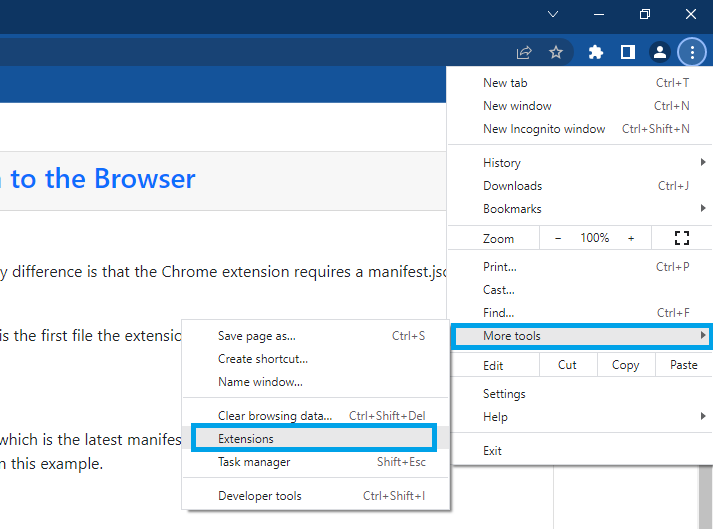 to the Browser
y difference is that the Chrome extension requires a manifest.jso
is the first file the extensio
which is the latest manifes
n this example.
New tab Ctrl+T
New window Ctrl+N
New Incognito window Ctrl+Shift+N
History
Downloads Ctrl+J
Bookmarks
Zoom − 100% +
Print... Ctrl+P
Cast...
Find... Ctrl+F
More tools
Edit Cut Copy Paste
Settings
Help
Exit
Save page as... Ctrl+S
Create shortcut...
Name window...
Clear browsing data... Ctrl+Shift+Del
Extensions
Task manager Shift+Esc
Developer tools Ctrl+Shift+I